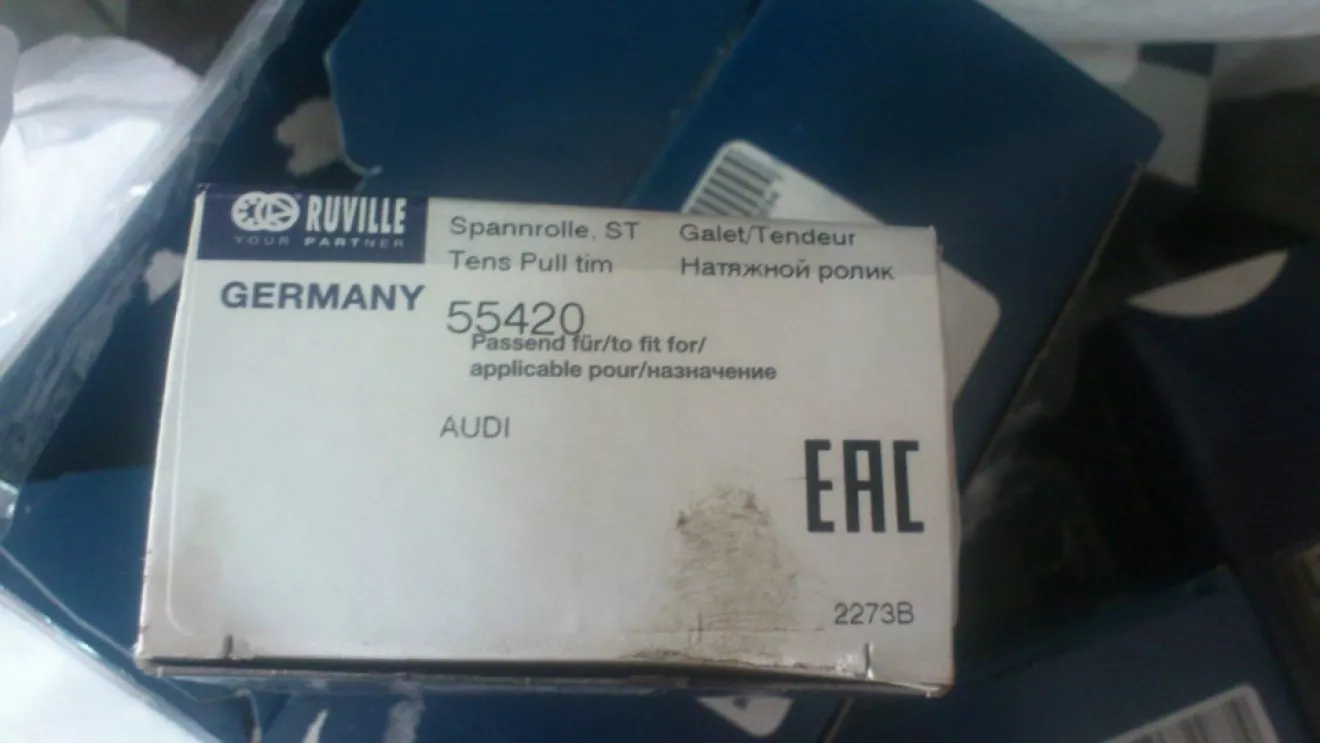 RUVILLE
YOUR PARTNER
GERMANY
Spannrolle, ST Galet/Tendeur
Tens Pull tim Натяжной ролик
55420
Passend für/to fit for/
applicable pour/назначение
AUDI
EAC
2273B